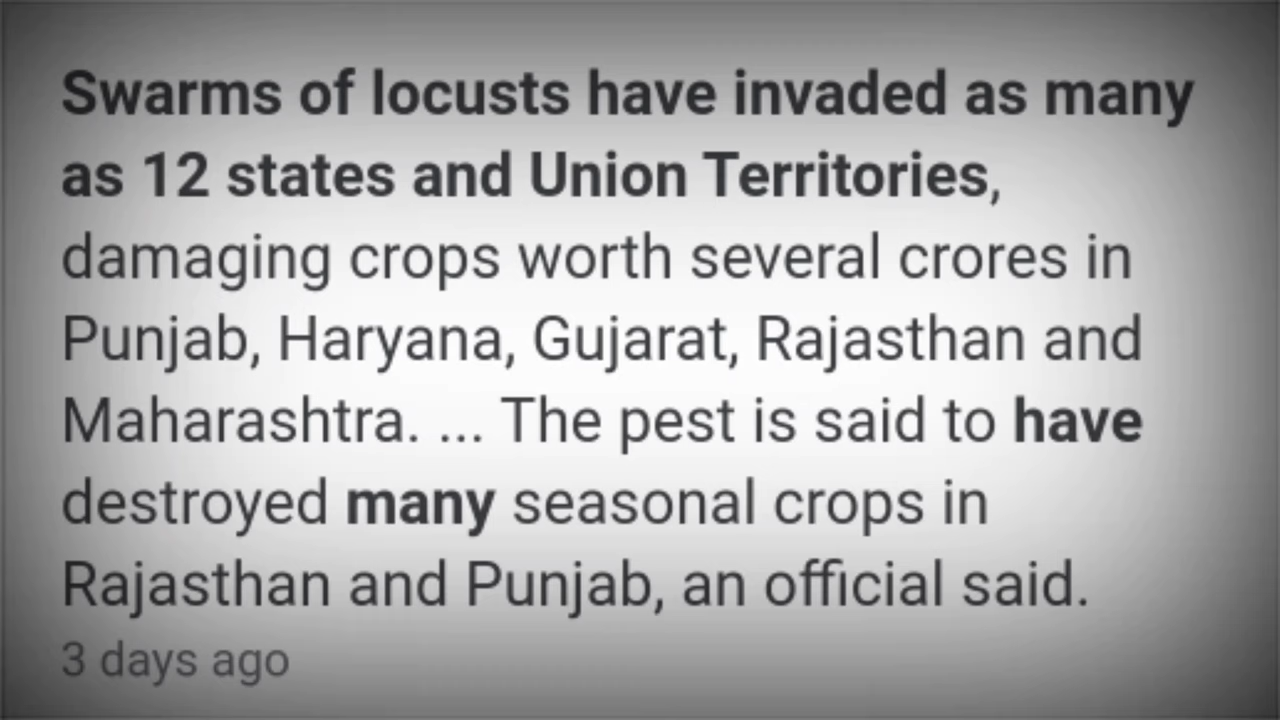 Swarms of locusts have invaded as many
as 12 states and Union Territories,
damaging crops worth several crores in
Punjab, Haryana, Gujarat, Rajasthan and
Maharashtra. ... The pest is said to have
destroyed many seasonal crops in
Rajasthan and Punjab, an official said.
3 days ago